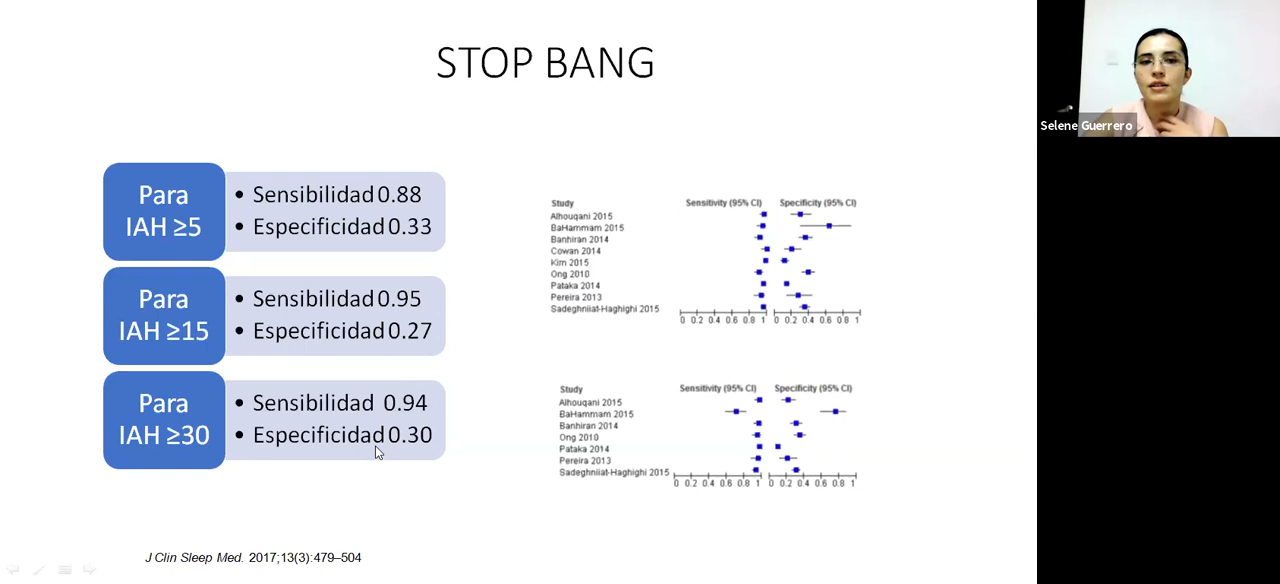 STOP BANG
Para
IAH ≥5
• Sensibilidad 0.88
• Especificidad 0.33
Para
IAH ≥15
• Sensibilidad 0.95
• Especificidad 0.27
Para
IAH ≥30
• Sensibilidad 0.94
• Especificidad 0.30
Study Sensitivity (95% CI) Specificity (95% CI)
Alhouqani 2015
BaHammam 2015
Banhiran 2014
Cowan 2014
Kim 2015
Ong 2010
Pataka 2014
Pereira 2013
Sadeghniiat-Haghighi 2015
0 0.2 0.4 0.6 0.8 1 0 0.2 0.4 0.6 0.8 1
Study Sensitivity (95% CI) Specificity (95% CI)
Alhouqani 2015
BaHammam 2015
Banhiran 2014
Ong 2010
Pataka 2014
Pereira 2013
Sadeghniiat-Haghighi 2015
0 0.2 0.4 0.6 0.8 1 0 0.2 0.4 0.6 0.8 1
J Clin Sleep Med. 2017;13(3):479–504
Selene Guerrero